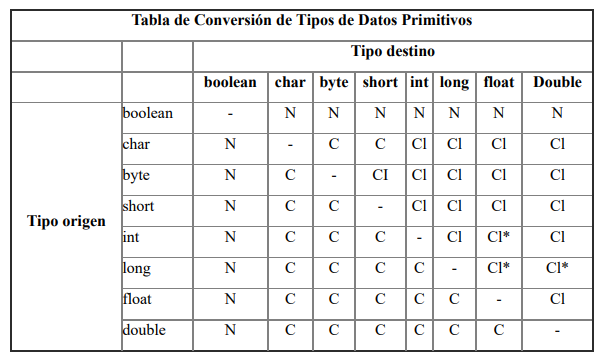 Tabla de Conversión de Tipos de Datos Primitivos
Tipo destino
boolean char byte short int long float Double
Tipo origen
boolean - N N N N N N N
char N - C C Cl Cl Cl Cl
byte N C - CI Cl Cl Cl Cl
short N C C - Cl Cl Cl Cl
int N C C C - Cl Cl* Cl
long N C C C C - Cl* Cl*
float N C C C C C - Cl
double N C C C C C C -